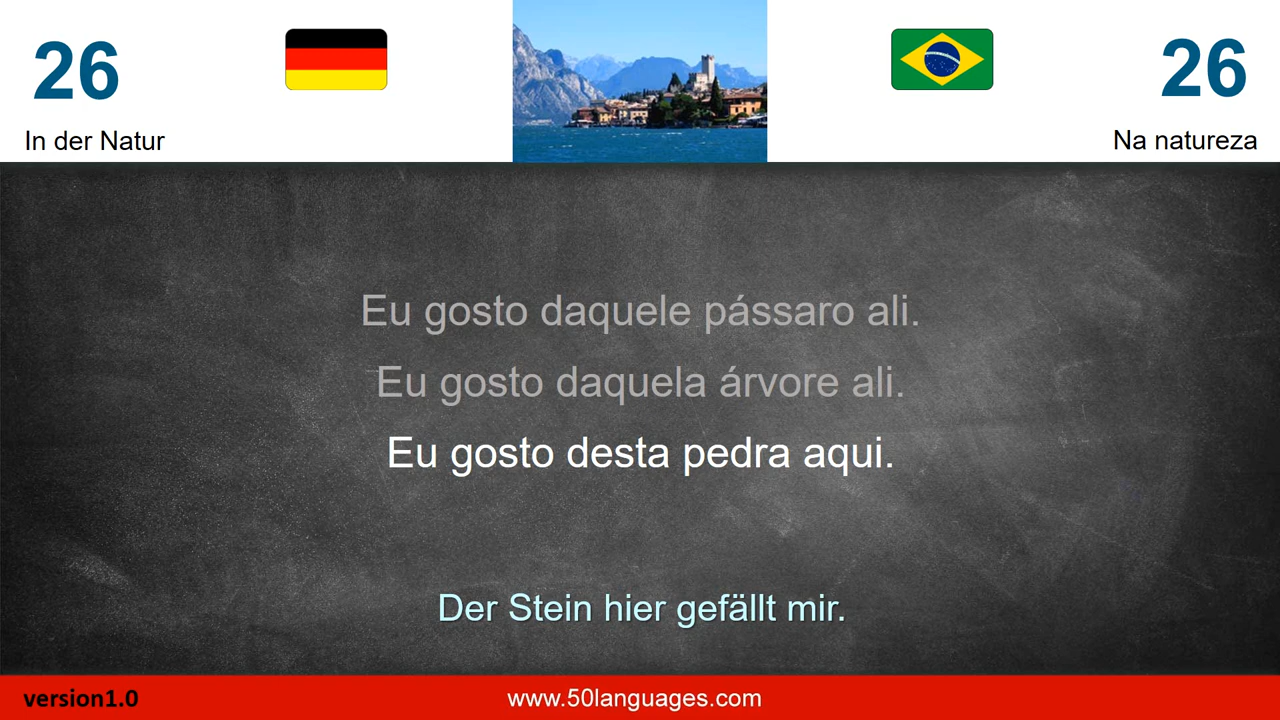 26
In der Natur
26
Na natureza
Eu gosto daquele pássaro ali.
Eu gosto daquela árvore ali.
Eu gosto desta pedra aqui.
Der Stein hier gefällt mir.
version1.0
www.50languages.com